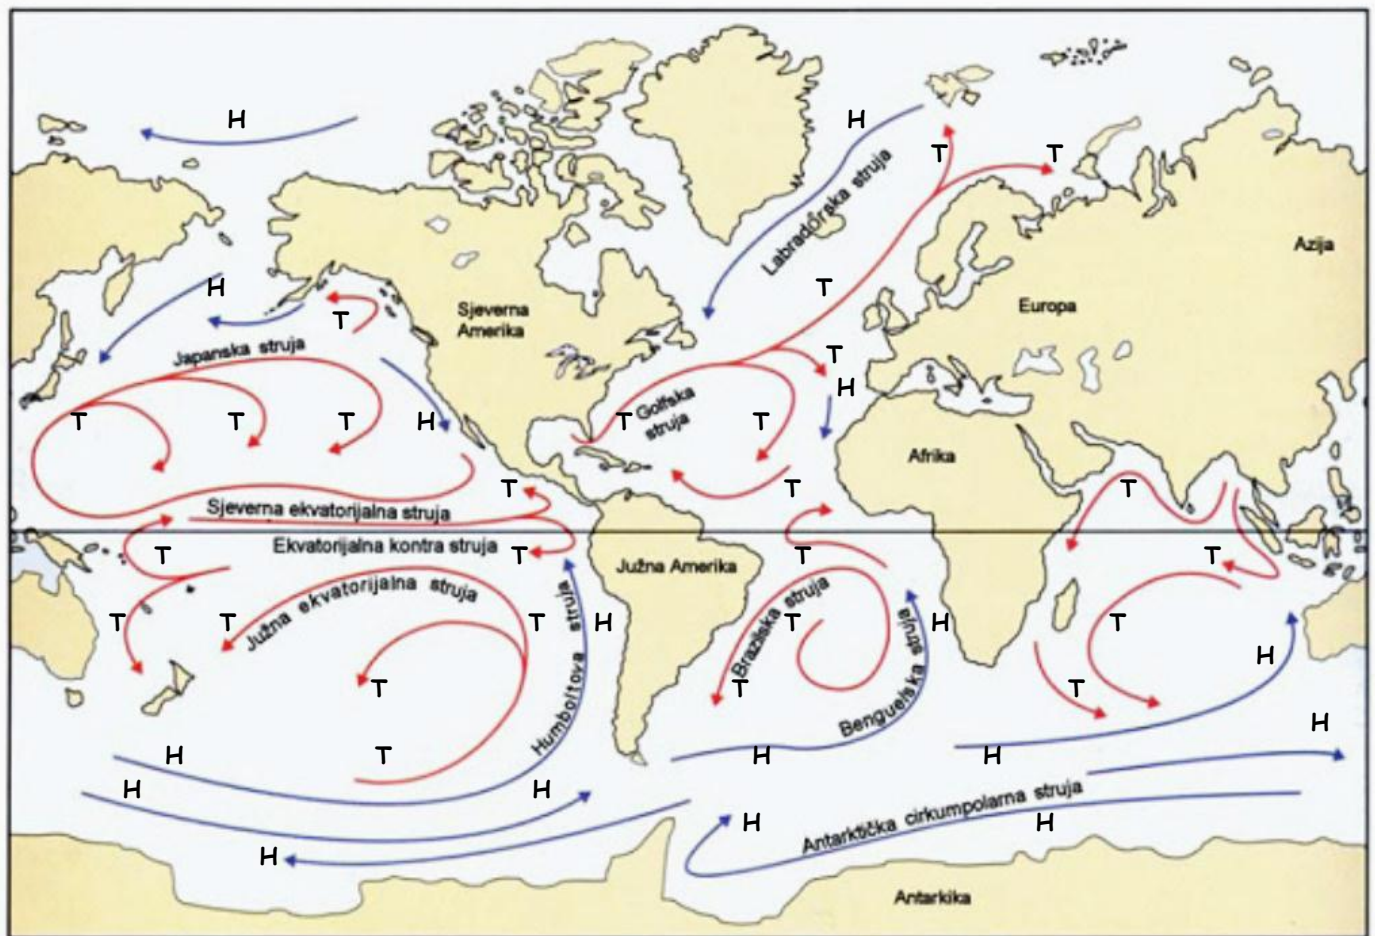 H
H
T
T
Labradorska struja
Azija
H
T
Europa
Sjeverna
Amerika
T
Japanska struja
T
H
T
T
T
H
T
Golfska
struja
T
Afrika
T
T
T
Sjeverna ekvatorijalna struja
Ekvatorijalna kontra struja
T
T
T
T
Južna Amerika
Južna ekvatorijalna struja
T
T
T
Humboltova struja
H
Brazilska struja
T
T
Benguelska struja
H
T
H
T
T
H
T
H
H
H
H
H
Antarktička cirkumpolarna struja
H
H
H
Antarkika